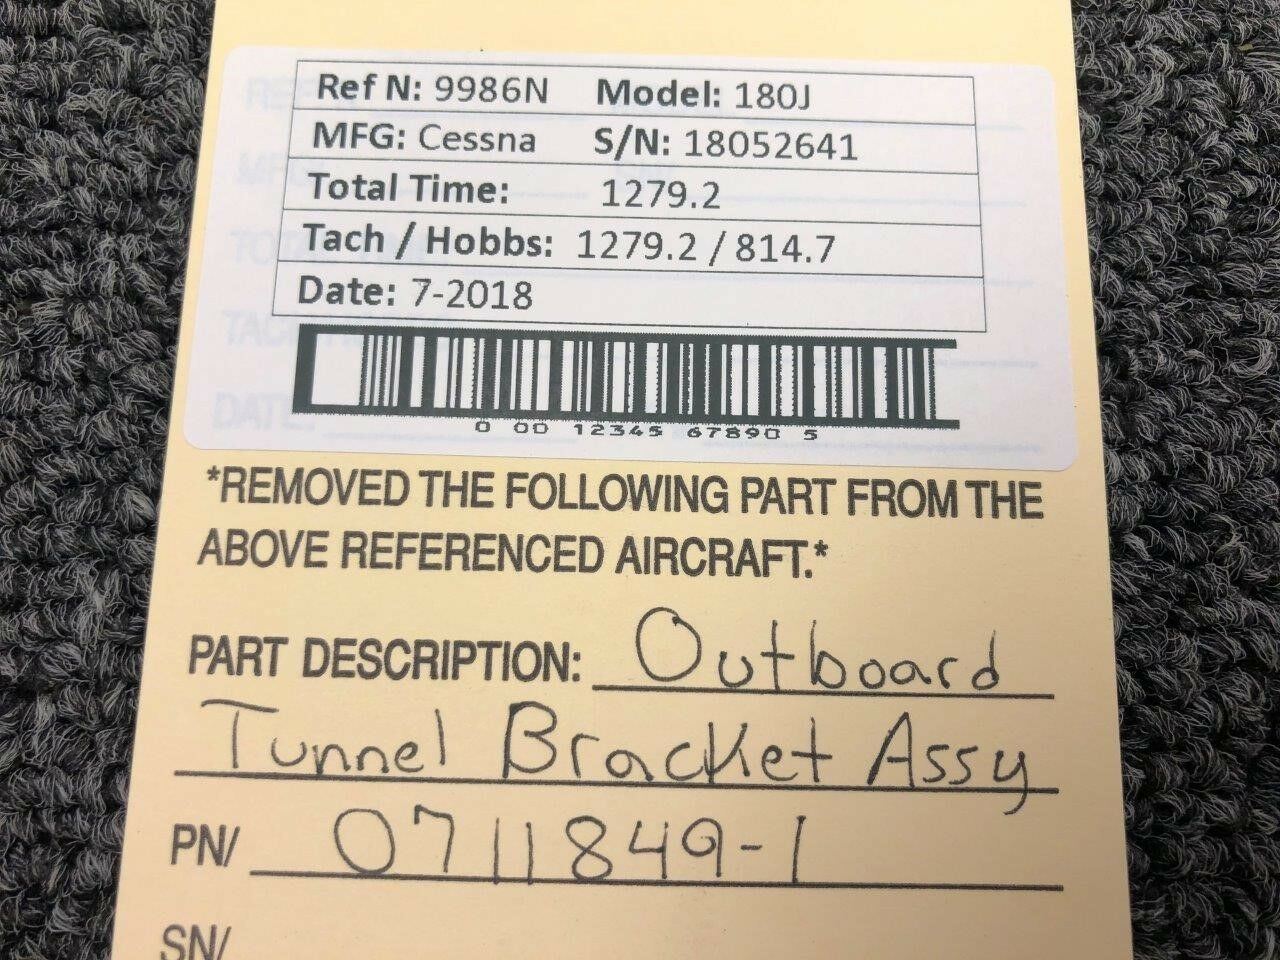 Ref N: 9986N Model: 180J
MFG: Cessna S/N: 18052641
Total Time: 1279.2
Tach / Hobbs: 1279.2 / 814.7
Date: 7-2018
0 00 12345 67890 5
*REMOVED THE FOLLOWING PART FROM THE
ABOVE REFERENCED AIRCRAFT.*
PART DESCRIPTION: Outboard
Tunnel Bracket Assy
PN/ 0711849-1
SN/